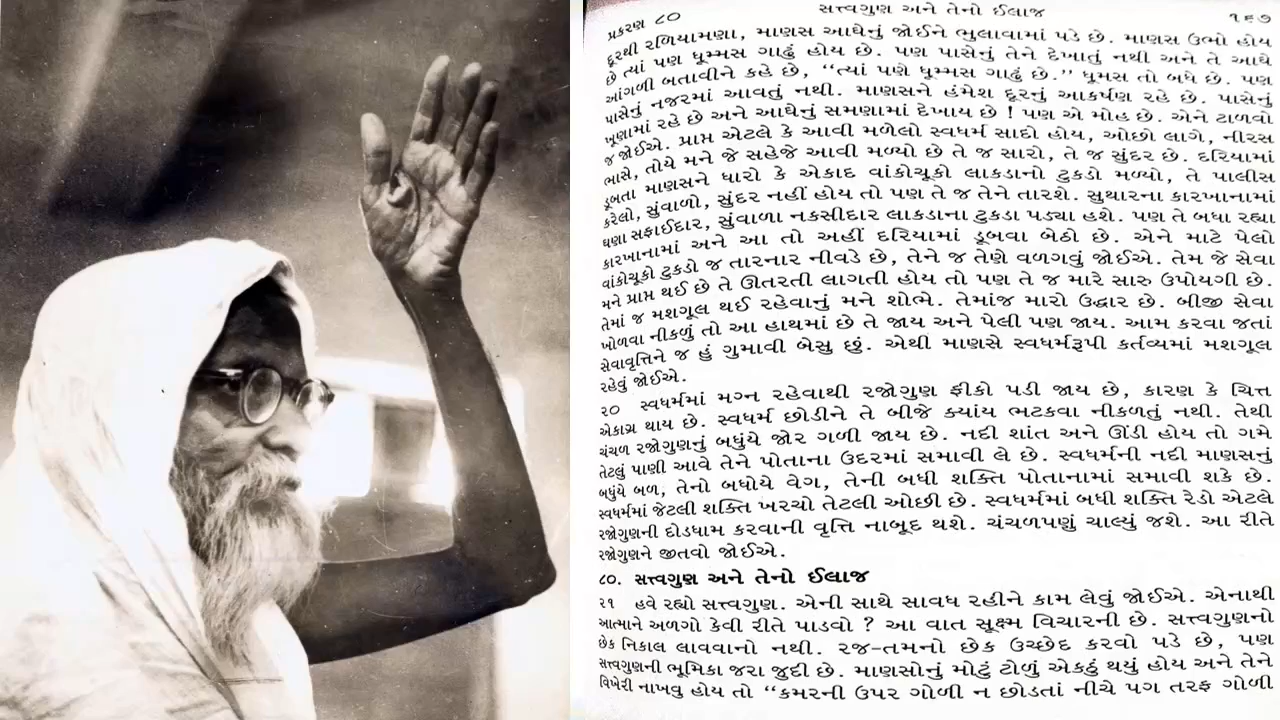 પ્રકરણ ૮૦
સત્ત્વગુણ અને તેનો ઈલાજ
૧૬૭
દૂરથી રળિયામણા, માણસ આઘેનું જોઈને ભુલાવામાં પડે છે. માણસ ઉભો હોય
છે ત્યાં પણ ધૂમ્મસ ગાઢું હોય છે. પણ પાસેનું તેને દેખાતું નથી અને તે આઘે
આંગળી બતાવીને કહે છે, “ત્યાં પણે ધૂમ્મસ ગાઢું છે.” ધૂમસ તો બધે છે. પણ
પાસેનું નજરમાં આવતું નથી. માણસને હંમેશ દૂરનું આકર્ષણ રહે છે. પાસેનું
ખૂણામાં રહે છે અને આઘેનું સમણામાં દેખાય છે ! પણ એ મોહ છે. એને ટાળવો
જ જોઈએ. પ્રાપ્ત એટલે કે આવી મળેલો સ્વધર્મ સાદો હોય, ઓછો લાગે, નીરસ
ભાસે, તોયે મને જે સહેજે આવી મળ્યો છે તે જ સારો, તે જ સુંદર છે. દરિયામાં
ડૂબતા માણસને ધારો કે એકાદ વાંકોચૂકો લાકડાનો ટુકડો મળ્યો, તે પાલીસ
કરેલો, સુંવાળો, સુંદર નહીં હોય તો પણ તે જ તેને તારશે. સુથારના કારખાનામાં
ઘણા સફાઈદાર, સુંવાળા નકસીદાર લાકડાના ટુકડા પડ્યા હશે. પણ તે બધા રહ્યા
કારખાનામાં અને આ તો અહીં દરિયામાં ડૂબવા બેઠો છે. એને માટે પેલો
વાંકોચૂકો ટુકડો જ તારનાર નીવડે છે, તેને જ તેણે વળગવું જોઈએ. તેમ જે સેવા
મને પ્રાપ્ત થઈ છે તે ઊતરતી લાગતી હોય તો પણ તે જ મારે સારુ ઉપોયગી છે.
તેમાં જ મશગૂલ થઈ રહેવાનું મને શોભે. તેમાંજ મારો ઉદ્ધાર છે. બીજી સેવા
ખોળવા નીકળું તો આ હાથમાં છે તે જાય અને પેલી પણ જાય. આમ કરવા જતાં
સેવાવૃત્તિને જ હું ગુમાવી બેસુ છું. એથી માણસે સ્વધર્મરૂપી કર્તવ્યમાં મશગૂલ
રહેવું જોઈએ.
૨૦ સ્વધર્મમાં મગ્ન રહેવાથી રજોગુણ ફીકો પડી જાય છે, કારણ કે ચિત્ત
એકાગ્ર થાય છે. સ્વધર્મ છોડીને તે બીજે ક્યાંય ભટકવા નીકળતું નથી. તેથી
ચંચળ રજોગુણનું બધુંયે જોર ગળી જાય છે. નદી શાંત અને ઊંડી હોય તો ગમે
તેટલું પાણી આવે તેને પોતાના ઉદરમાં સમાવી લે છે. સ્વધર્મની નદી માણસનું
બધુંયે બળ, તેનો બધોયે વેગ, તેની બધી શક્તિ પોતાનામાં સમાવી શકે છે.
સ્વધર્મમાં જેટલી શક્તિ ખરચો તેટલી ઓછી છે. સ્વધર્મમાં બધી શક્તિ રેડો એટલે
રજોગુણની દોડધામ કરવાની વૃત્તિ નાબૂદ થશે. ચંચળપણું ચાલ્યું જશે. આ રીતે
રજોગુણને જીતવો જોઈએ.
૮૦. સત્ત્વગુણ અને તેનો ઈલાજ
૨૧ હવે રહ્યો સત્ત્વગુણ. એની સાથે સાવધ રહીને કામ લેવું જોઈએ. એનાથી
આત્માને અળગો કેવી રીતે પાડવો ? આ વાત સૂક્ષ્મ વિચારની છે. સત્ત્વગુણનો
છેક નિકાલ લાવવાનો નથી. રજ-તમનો છેક ઉચ્છેદ કરવો પડે છે, પણ
સત્ત્વગુણની ભૂમિકા જરા જુદી છે. માણસોનું મોટું ટોળું એકઠું થયું હોય અને તેને
વિખેરી નાખવુ હોય તો “કમરની ઉપર ગોળી ન છોડતાં નીચે પગ તરફ ગોળી